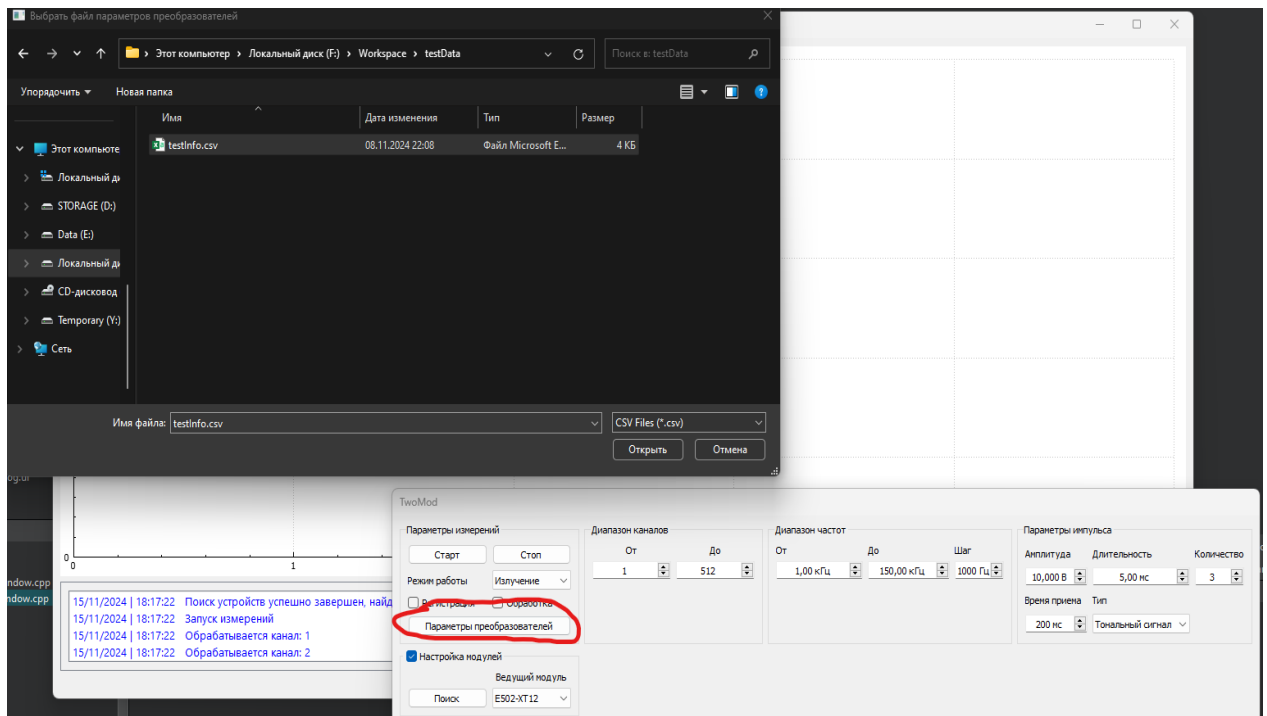 Выбрать файл параметров преобразователей
Этот компьютер › Локальный диск (F:) › Workspace › testData
Поиск в: testData
Упорядочить
Новая папка
Имя
Дата изменения
Тип
Размер
testInfo.csv
08.11.2024 22:08
Файл Microsoft E...
4 КБ
Этот компьюте
Локальный ди
STORAGE (D:)
Data (E:)
Локальный ди
CD-дисковод
Temporary (Y:)
Сеть
Имя файла:
testInfo.csv
CSV Files (*.csv)
Открыть
Отмена
og.ui
0
0
1
ndow.cpp
ndow.cpp
15/11/2024 | 18:17:22 Поиск устройств успешно завершен, найд
15/11/2024 | 18:17:22 Запуск измерений
15/11/2024 | 18:17:22 Обрабатывается канал: 1
15/11/2024 | 18:17:22 Обрабатывается канал: 2
TwoMod
Параметры измерений
Старт
Стоп
Режим работы
Излучение
Регистрация
Обработка
Параметры преобразователей
Настройка модулей
Ведущий модуль
Поиск
E502-XT12
Диапазон каналов
От
До
1
512
Диапазон частот
От
До
Шаг
1,00 кГц
150,00 кГц
1000 Гц
Параметры импульса
Амплитуда
Длительность
Количество
10,000 В
5,00 мс
3
Время приема
Тип
200 мс
Тональный сигнал